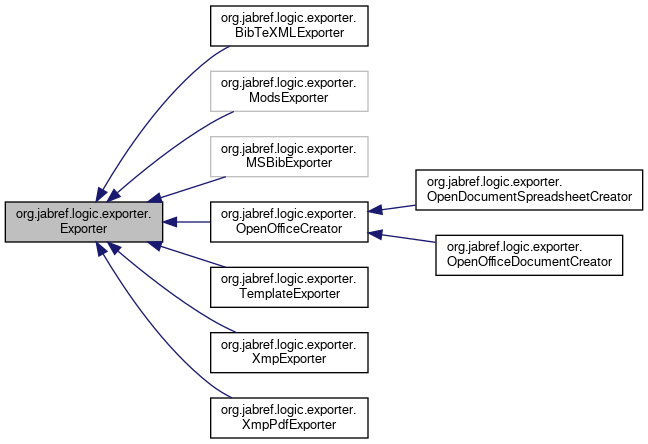 org.jabref.logic.exporter.
BibTeXMLExporter
org.jabref.logic.exporter.
ModsExporter
org.jabref.logic.exporter.
MSBibExporter
org.jabref.logic.exporter.
Exporter
org.jabref.logic.exporter.
OpenOfficeCreator
org.jabref.logic.exporter.
OpenDocumentSpreadsheetCreator
org.jabref.logic.exporter.
OpenOfficeDocumentCreator
org.jabref.logic.exporter.
TemplateExporter
org.jabref.logic.exporter.
XmpExporter
org.jabref.logic.exporter.
XmpPdfExporter